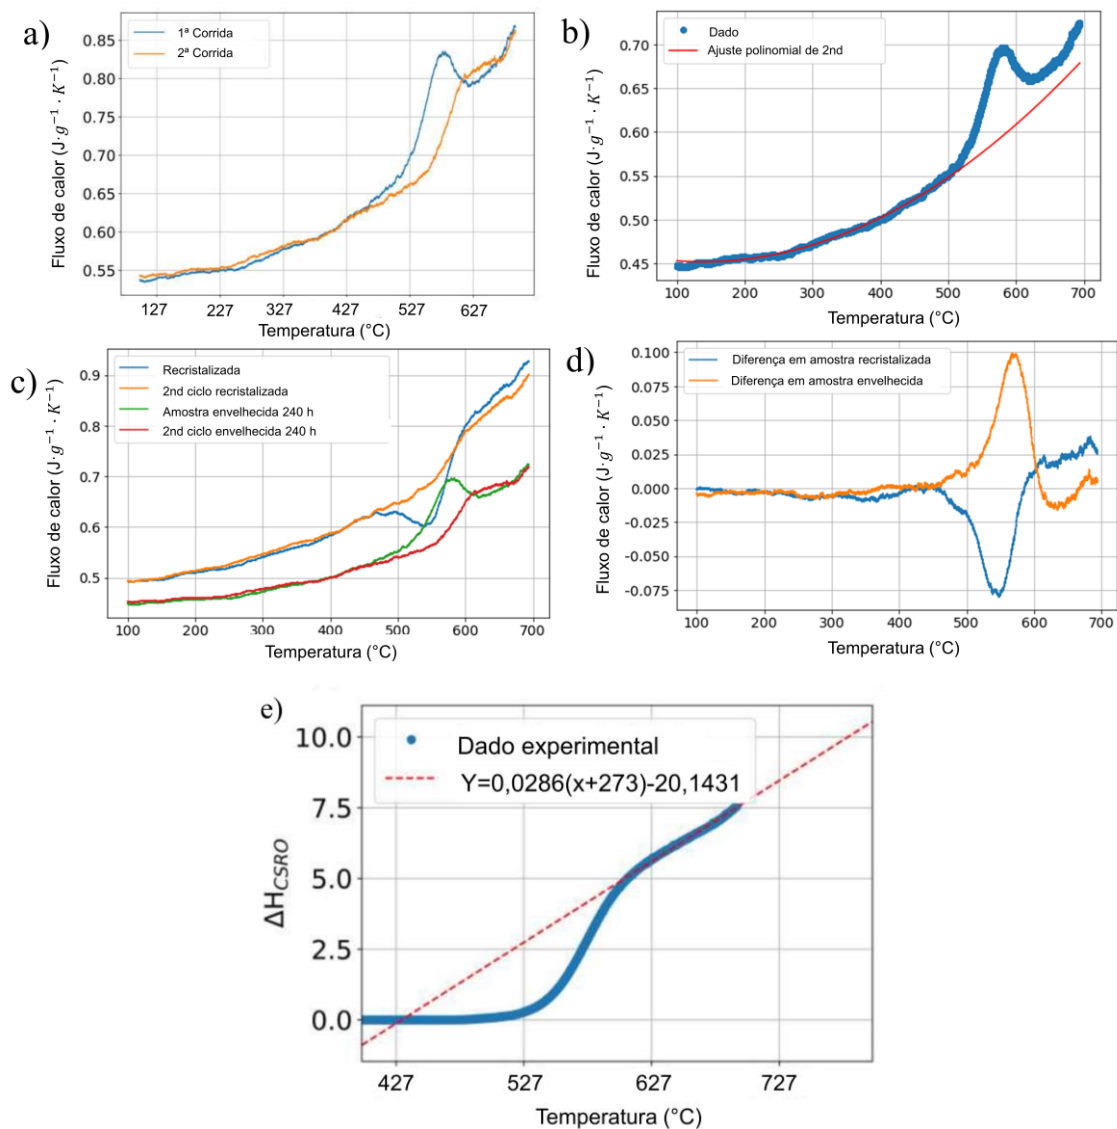 a)
1ª Corrida
2ª Corrida
0.85
0.80
0.75
0.70
0.65
0.60
0.55
127 227 327 427 527 627
Fluxo de calor (J·g⁻¹ · K⁻¹)
Temperatura (°C)
b)
Dado
Ajuste polinomial de 2nd
0.70
0.65
0.60
0.55
0.50
0.45
100 200 300 400 500 600 700
Fluxo de calor (J·g⁻¹ · K⁻¹)
Temperatura (°C)
c)
Recristalizada
2nd ciclo recristalizada
Amostra envelhecida 240 h
2nd ciclo envelhecida 240 h
0.9
0.8
0.7
0.6
0.5
100 200 300 400 500 600 700
Fluxo de calor (J·g⁻¹ · K⁻¹)
Temperatura (°C)
d)
Diferença em amostra recristalizada
Diferença em amostra envelhecida
0.100
0.075
0.050
0.025
0.000
-0.025
-0.050
-0.075
100 200 300 400 500 600 700
Fluxo de calor (J·g⁻¹ · K⁻¹)
Temperatura (°C)
e)
Dado experimental
Y=0,0286(x+273)-20,1431
10.0
7.5
5.0
2.5
0.0
427 527 627 727
ΔH_CSRO
Temperatura (°C)